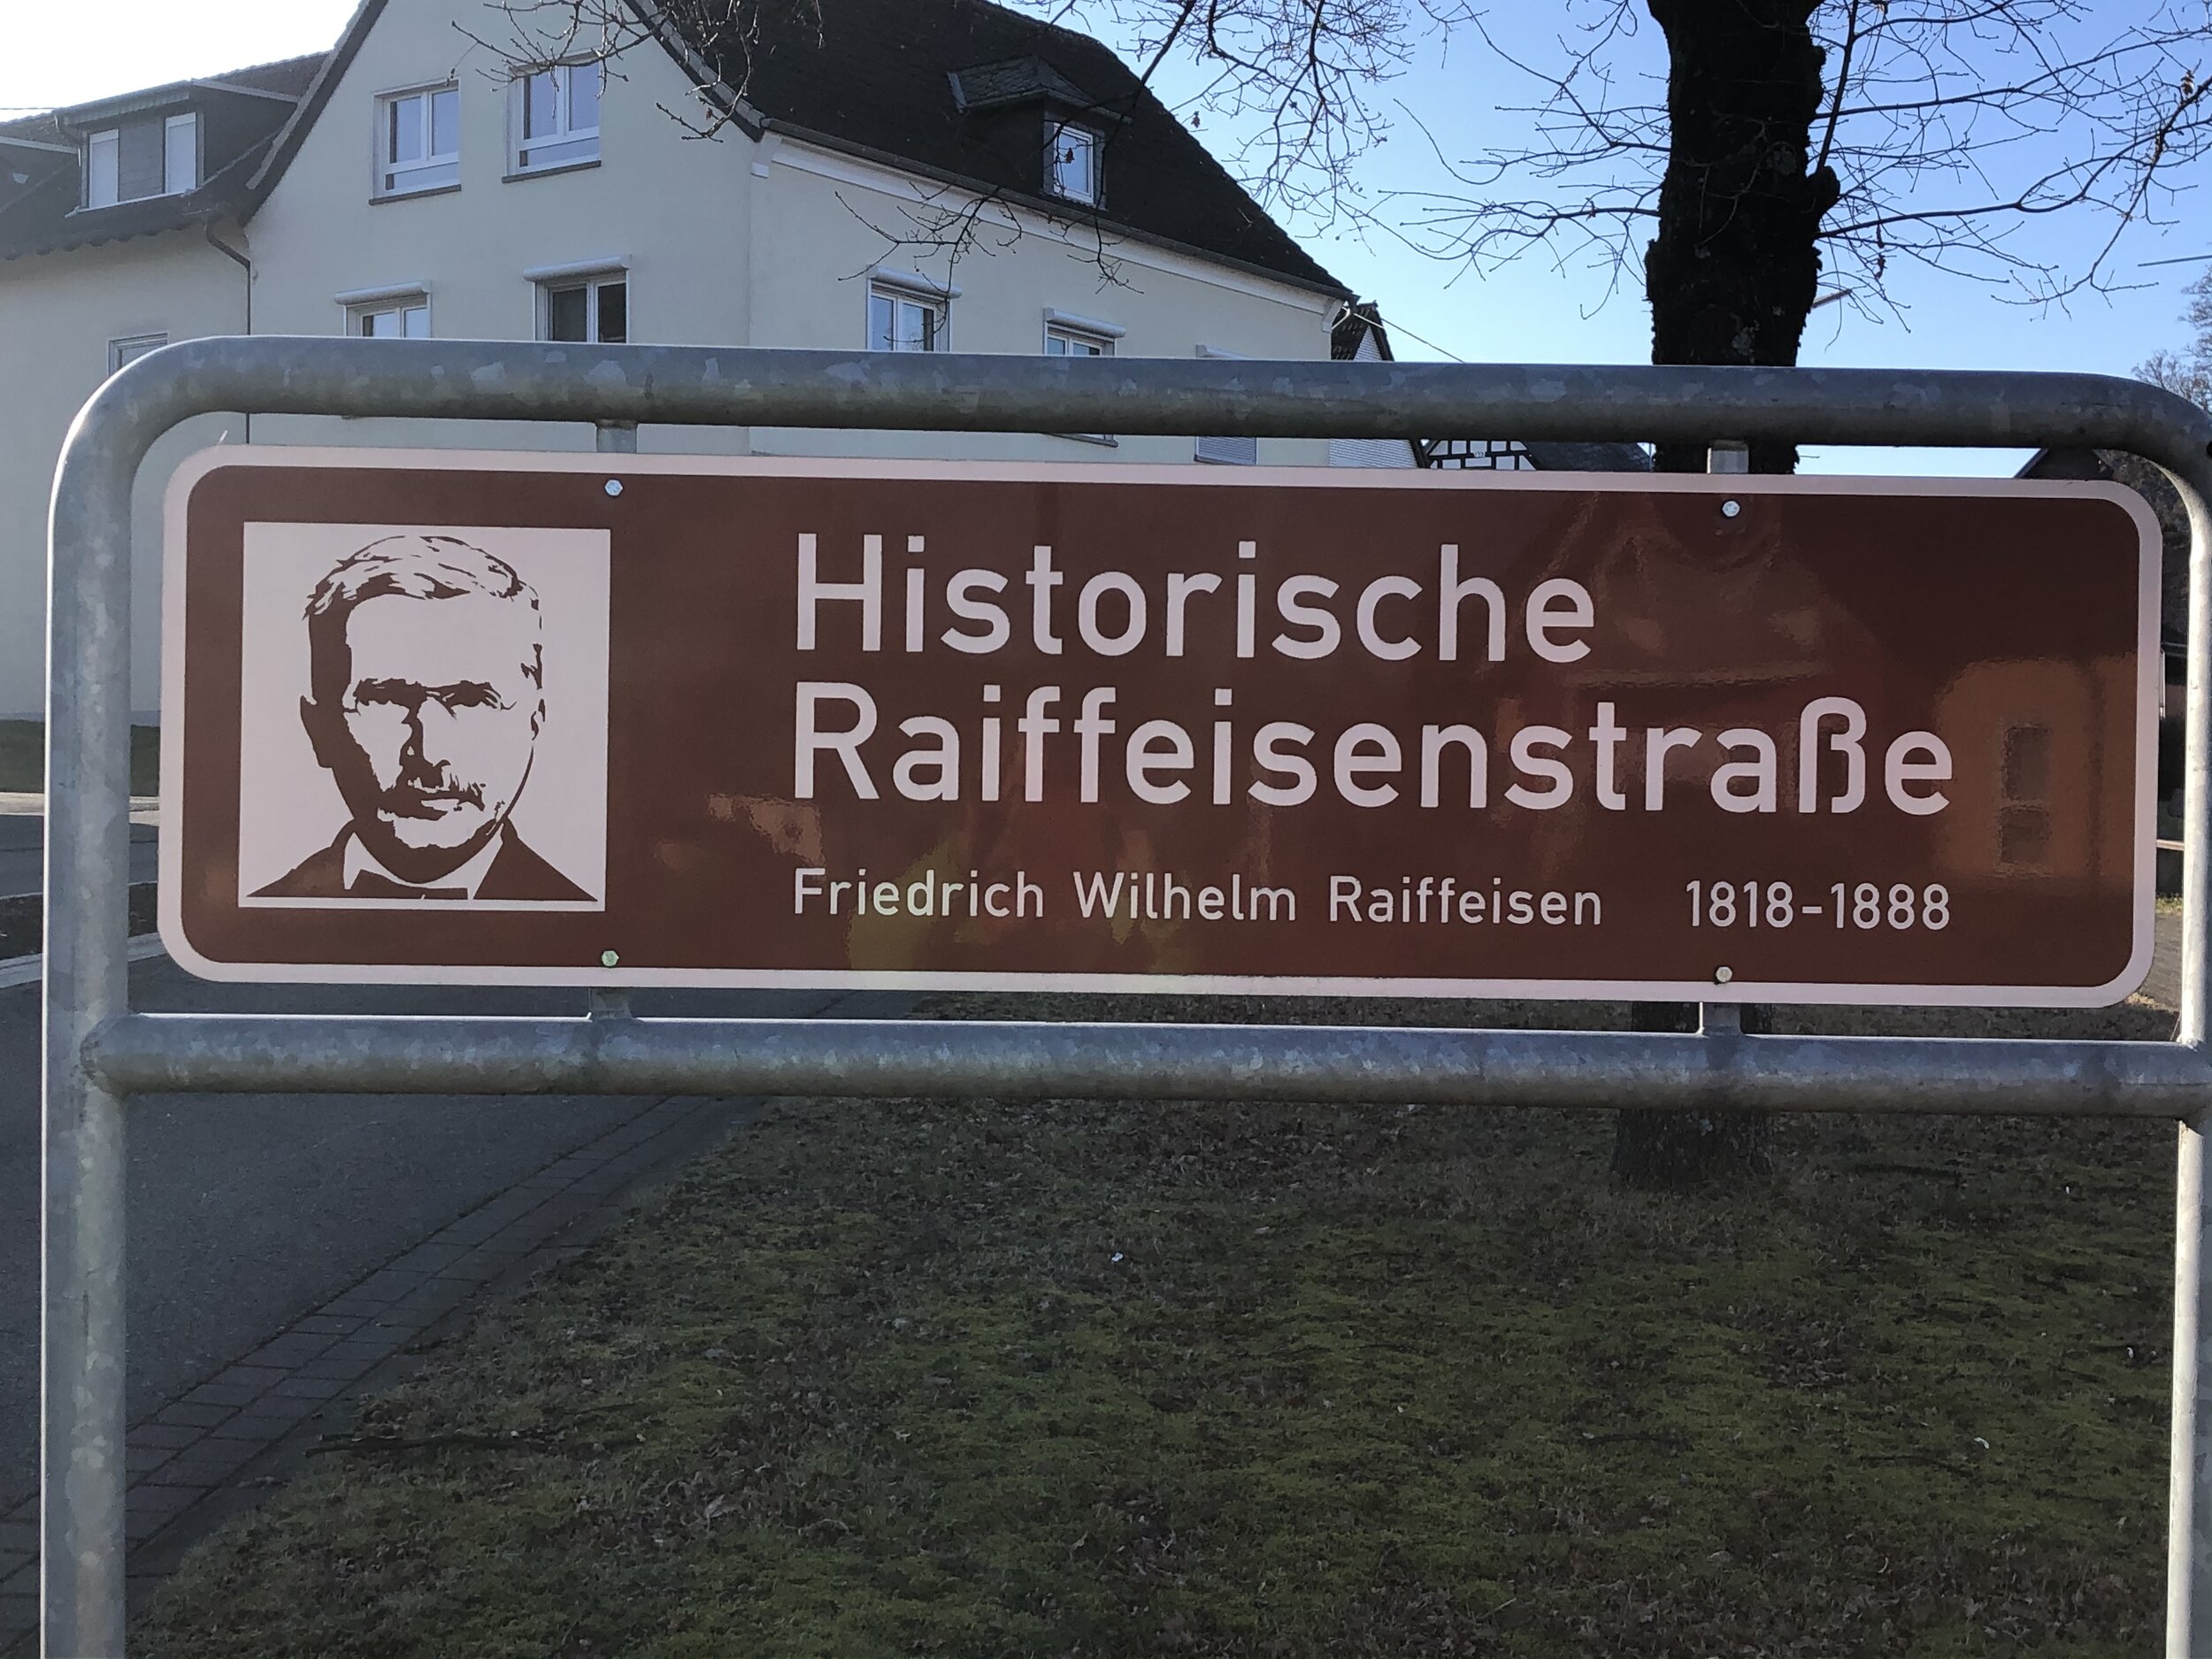 Historische
Raiffeisenstraße
Friedrich Wilhelm Raiffeisen 1818-1888